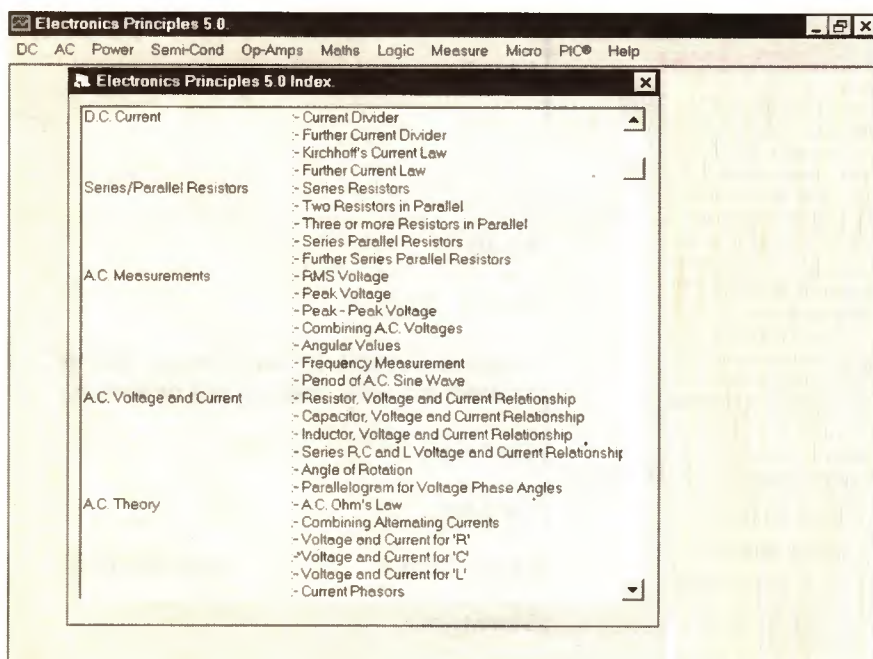 Electronics Principles 5.0.
DC AC Power Semi-Cond Op-Amps Maths Logic Measure Micro PIC® Help
Electronics Principles 5.0 Index.
D.C. Current :- Current Divider
:- Further Current Divider
:- Kirchhoff's Current Law
:- Further Current Law
Series/Parallel Resistors :- Series Resistors
:- Two Resistors in Parallel
:- Three or more Resistors in Parallel
:- Series Parallel Resistors
:- Further Series Parallel Resistors
A.C. Measurements :- RMS Voltage
:- Peak Voltage
:- Peak - Peak Voltage
:- Combining A.C. Voltages
:- Angular Values
:- Frequency Measurement
:- Period of A.C. Sine Wave
A.C. Voltage and Current :- Resistor, Voltage and Current Relationship
:- Capacitor, Voltage and Current Relationship
:- Inductor, Voltage and Current Relationship
:- Series R,C and L Voltage and Current Relationship
:- Angle of Rotation
:- Parallelogram for Voltage Phase Angles
A.C. Theory :- A.C. Ohm's Law
:- Combining Alternating Currents
:- Voltage and Current for 'R'
:- Voltage and Current for 'C'
:- Voltage and Current for 'L'
:- Current Phasors